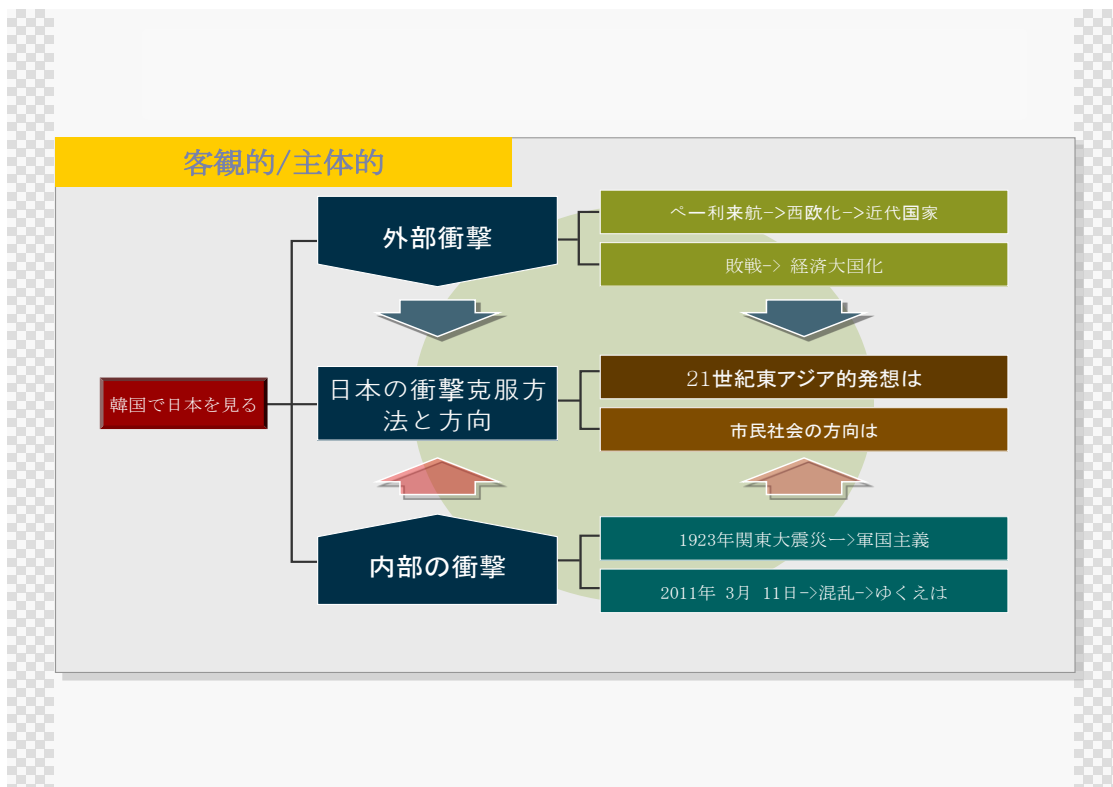 客観的/主体的
外部衝撃
ペー利来航->西欧化->近代国家
敗戦-> 経済大国化
韓国で日本を見る
日本の衝撃克服方
法と方向
21世紀東アジア的発想は
市民社会の方向は
内部の衝撃
1923年関東大震災ー>軍国主義
2011年 3月 11日->混乱->ゆくえは